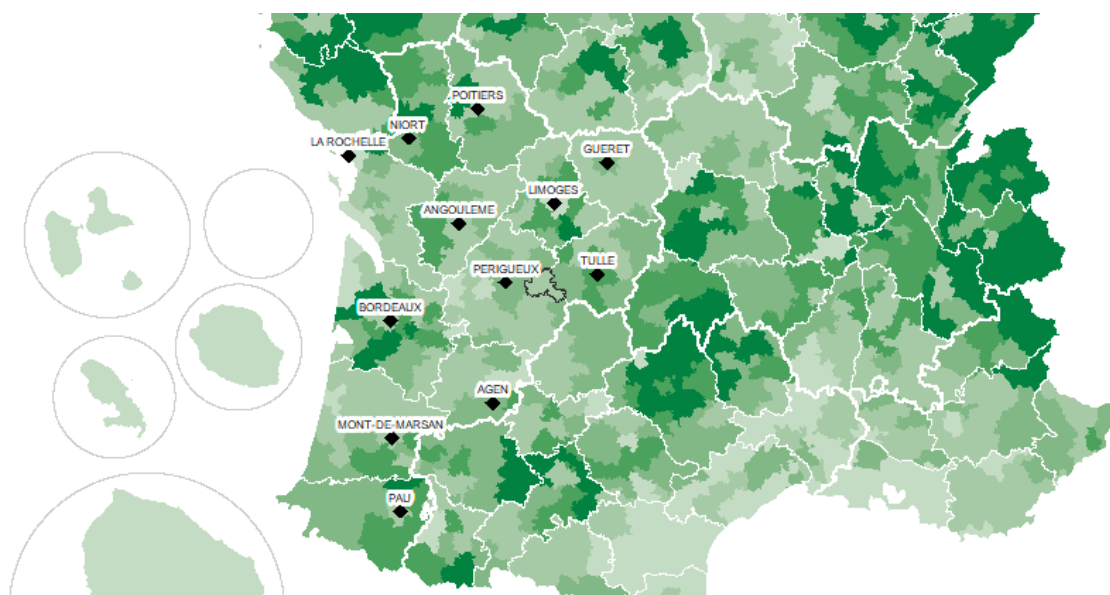 POITIERS
NIORT
LA ROCHELLE
GUERET
LIMOGES
ANGOULEME
TULLE
PERIGUEUX
BORDEAUX
AGEN
MONT-DE-MARSAN
PAU